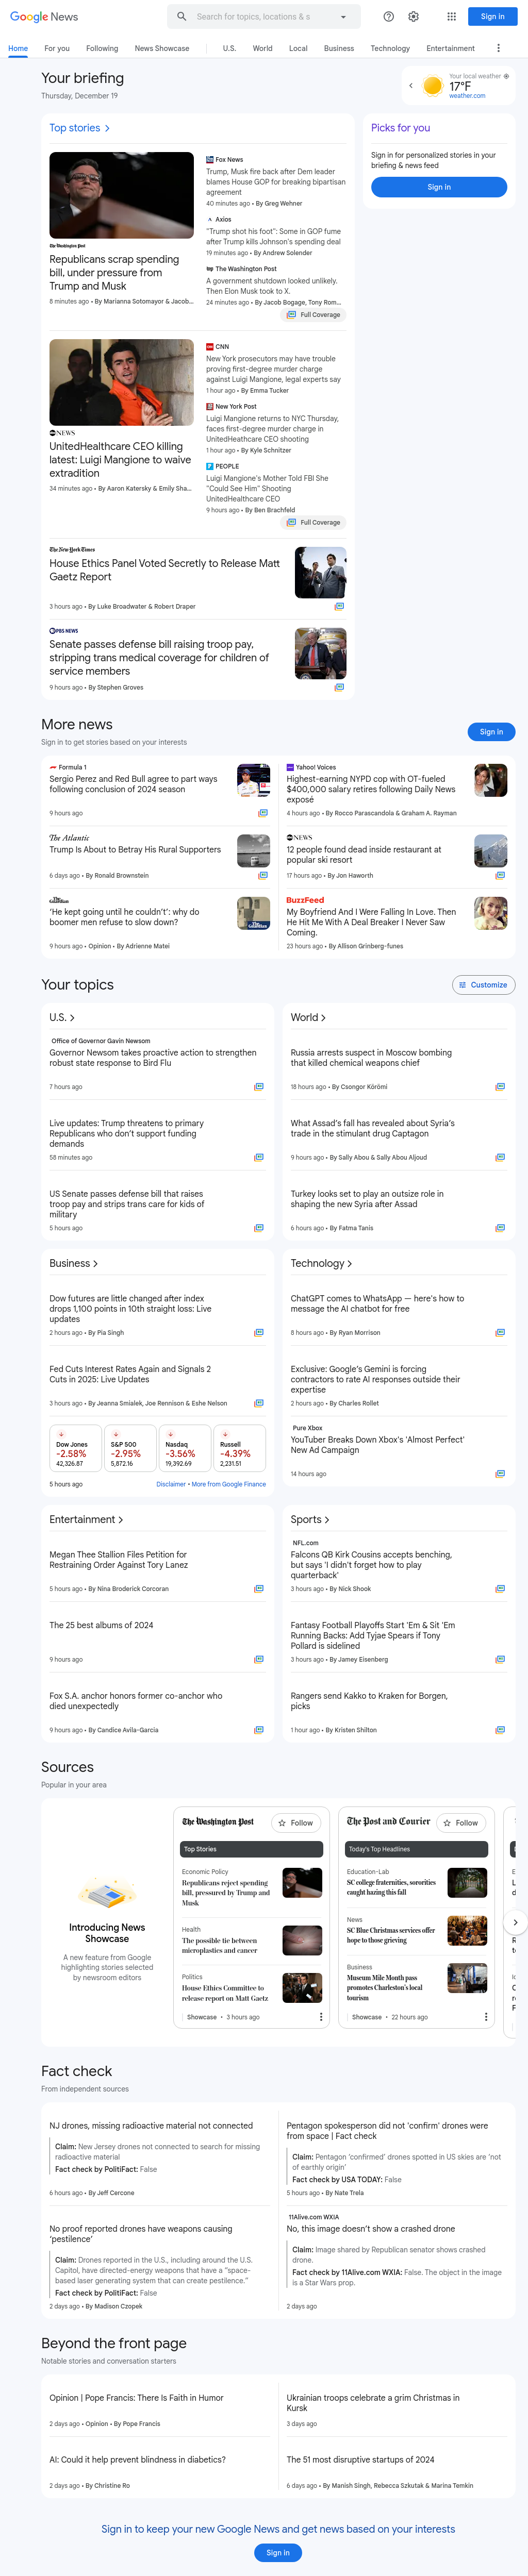 Google News
Search for topics, locations & s
Sign in
Home
For you
Following
News Showcase
U.S.
World
Local
Business
Technology
Entertainment
Your briefing
Thursday, December 19
Your local weather
17°F
weather.com
Top stories
The Washington Post
Republicans scrap spending
bill, under pressure from
Trump and Musk
8 minutes ago • By Marianna Sotomayor & Jacob...
Fox News
Trump, Musk fire back after Dem leader
blames House GOP for breaking bipartisan
agreement
40 minutes ago • By Greg Wehner
Axios
"Trump shot his foot": Some in GOP fume
after Trump kills Johnson's spending deal
19 minutes ago • By Andrew Solender
The Washington Post
A government shutdown looked unlikely.
Then Elon Musk took to X.
24 minutes ago • By Jacob Bogage, Tony Rom...
Full Coverage
Picks for you
Sign in for personalized stories in your
briefing & news feed
Sign in
abc NEWS
UnitedHealthcare CEO killing
latest: Luigi Mangione to waive
extradition
34 minutes ago • By Aaron Katersky & Emily Sha...
CNN
New York prosecutors may have trouble
proving first-degree murder charge
against Luigi Mangione, legal experts say
1 hour ago • By Emma Tucker
New York Post
Luigi Mangione returns to NYC Thursday,
faces first-degree murder charge in
UnitedHeathcare CEO shooting
1 hour ago • By Kyle Schnitzer
PEOPLE
Luigi Mangione's Mother Told FBI She
"Could See Him" Shooting
UnitedHealthcare CEO
9 hours ago • By Ben Brachfeld
Full Coverage
The New York Times
House Ethics Panel Voted Secretly to Release Matt
Gaetz Report
3 hours ago • By Luke Broadwater & Robert Draper
PBS NEWS
Senate passes defense bill raising troop pay,
stripping trans medical coverage for children of
service members
9 hours ago • By Stephen Groves
More news
Sign in to get stories based on your interests
Sign in
Formula 1
Sergio Perez and Red Bull agree to part ways
following conclusion of 2024 season
9 hours ago
The Atlantic
Trump Is About to Betray His Rural Supporters
6 days ago • By Ronald Brownstein
The Guardian
'He kept going until he couldn't': why do
boomer men refuse to slow down?
9 hours ago • Opinion • By Adrienne Matei
Yahoo! Voices
Highest-earning NYPD cop with OT-fueled
$400,000 salary retires following Daily News
exposé
4 hours ago • By Rocco Parascandola & Graham A. Rayman
abc NEWS
12 people found dead inside restaurant at
popular ski resort
17 hours ago • By Jon Haworth
BuzzFeed
My Boyfriend And I Were Falling In Love. Then
He Hit Me With A Deal Breaker I Never Saw
Coming.
23 hours ago • By Allison Grinberg-funes
Your topics
Customize
U.S.
Office of Governor Gavin Newsom
Governor Newsom takes proactive action to strengthen
robust state response to Bird Flu
7 hours ago
Live updates: Trump threatens to primary
Republicans who don't support funding
demands
58 minutes ago
US Senate passes defense bill that raises
troop pay and strips trans care for kids of
military
5 hours ago
World
Russia arrests suspect in Moscow bombing
that killed chemical weapons chief
18 hours ago • By Csongor Körömi
What Assad's fall has revealed about Syria's
trade in the stimulant drug Captagon
9 hours ago • By Sally Abou & Sally Abou Aljoud
Turkey looks set to play an outsize role in
shaping the new Syria after Assad
6 hours ago • By Fatma Tanis
Business
Dow futures are little changed after index
drops 1,100 points in 10th straight loss: Live
updates
2 hours ago • By Pia Singh
Fed Cuts Interest Rates Again and Signals 2
Cuts in 2025: Live Updates
3 hours ago • By Jeanna Smialek, Joe Rennison & Eshe Nelson
Dow Jones
-2.58%
42,326.87
S&P 500
-2.95%
5,872.16
Nasdaq
-3.56%
19,392.69
Russell
-4.39%
2,231.51
5 hours ago
Disclaimer • More from Google Finance
Technology
ChatGPT comes to WhatsApp — here's how to
message the AI chatbot for free
8 hours ago • By Ryan Morrison
Exclusive: Google's Gemini is forcing
contractors to rate AI responses outside their
expertise
2 hours ago • By Charles Rollet
Pure Xbox
YouTuber Breaks Down Xbox's 'Almost Perfect'
New Ad Campaign
14 hours ago
Entertainment
Megan Thee Stallion Files Petition for
Restraining Order Against Tory Lanez
5 hours ago • By Nina Broderick Corcoran
The 25 best albums of 2024
9 hours ago
Fox S.A. anchor honors former co-anchor who
died unexpectedly
9 hours ago • By Candice Avila-Garcia
Sports
NFL.com
Falcons QB Kirk Cousins accepts benching,
but says 'I didn't forget how to play
quarterback'
3 hours ago • By Nick Shook
Fantasy Football Playoffs Start 'Em & Sit 'Em
Running Backs: Add Tyjae Spears if Tony
Pollard is sidelined
3 hours ago • By Jamey Eisenberg
Rangers send Kakko to Kraken for Borgen,
picks
1 hour ago • By Kristen Shilton
Sources
Popular in your area
Introducing News
Showcase
A new feature from Google
highlighting stories selected
by newsroom editors
The Washington Post
Follow
Top Stories
Economic Policy
Republicans reject spending
bill, pressured by Trump and
Musk
Health
The possible tie between
microplastics and cancer
Politics
House Ethics Committee to
release report on Matt Gaetz
Showcase • 3 hours ago
The Post and Courier
Follow
Today's Top Headlines
Education-Lab
SC college fraternities, sororities
caught hazing this fall
News
SC Blue Christmas services offer
hope to those grieving
Business
Museum Mile Month pass
promotes Charleston's local
tourism
Showcase • 22 hours ago
Fact check
From independent sources
NJ drones, missing radioactive material not connected
Claim: New Jersey drones not connected to search for missing
radioactive material
Fact check by PolitiFact: False
6 hours ago • By Jeff Cercone
No proof reported drones have weapons causing
'pestilence'
Claim: Drones reported in the U.S., including around the U.S.
Capitol, have directed-energy weapons that have a "space-
based laser generating system that can create pestilence."
Fact check by PolitiFact: False
2 days ago • By Madison Czopek
Pentagon spokesperson did not 'confirm' drones were
from space | Fact check
Claim: Pentagon 'confirmed' drones spotted in US skies are 'not
of earthly origin'
Fact check by USA TODAY: False
5 hours ago • By Nate Trela
11Alive.com WXIA
No, this image doesn't show a crashed drone
Claim: Image shared by Republican senator shows crashed
drone.
Fact check by 11Alive.com WXIA: False. The object in the image
is a Star Wars prop.
2 days ago
Beyond the front page
Notable stories and conversation starters
Opinion | Pope Francis: There Is Faith in Humor
2 days ago • Opinion • By Pope Francis
AI: Could it help prevent blindness in diabetics?
2 days ago • By Christine Ro
Ukrainian troops celebrate a grim Christmas in
Kursk
3 days ago
The 51 most disruptive startups of 2024
6 days ago • By Manish Singh, Rebecca Szkutak & Marina Temkin
Sign in to keep your new Google News and get news based on your interests
Sign in